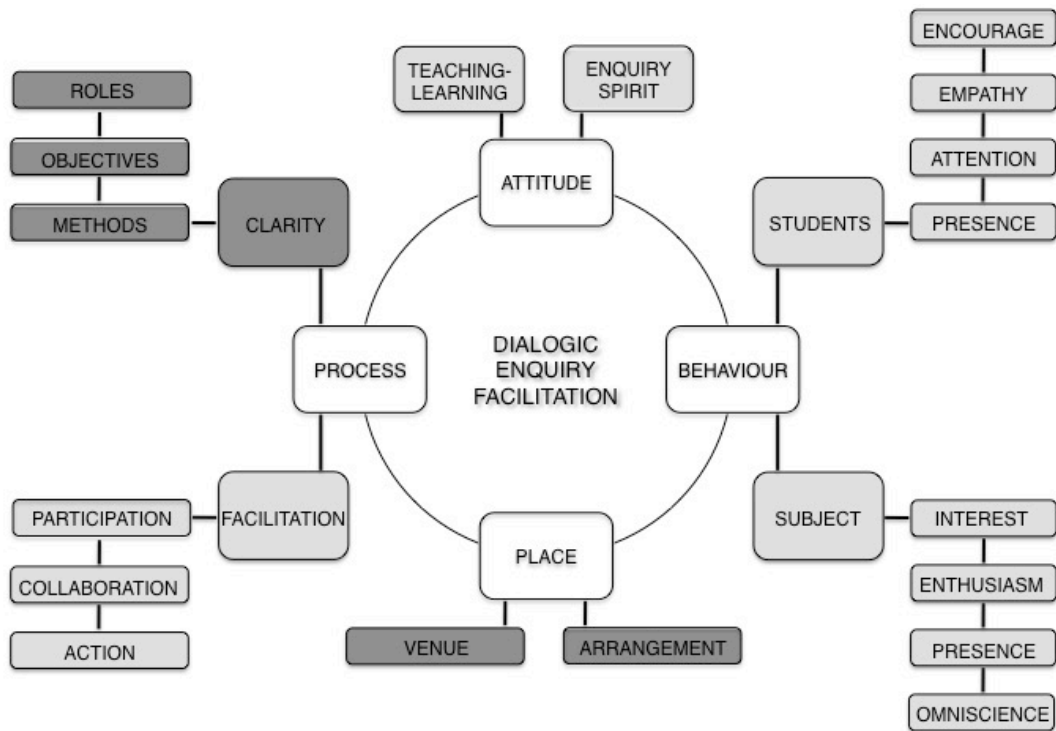 ENCOURAGE
TEACHING-
LEARNING
ENQUIRY
SPIRIT
ROLES
EMPATHY
OBJECTIVES
ATTENTION
ATTITUDE
METHODS
CLARITY
STUDENTS
PRESENCE
DIALOGIC
ENQUIRY
FACILITATION
PROCESS
BEHAVIOUR
PARTICIPATION
FACILITATION
SUBJECT
INTEREST
PLACE
COLLABORATION
ENTHUSIASM
ACTION
VENUE
ARRANGEMENT
PRESENCE
OMNISCIENCE